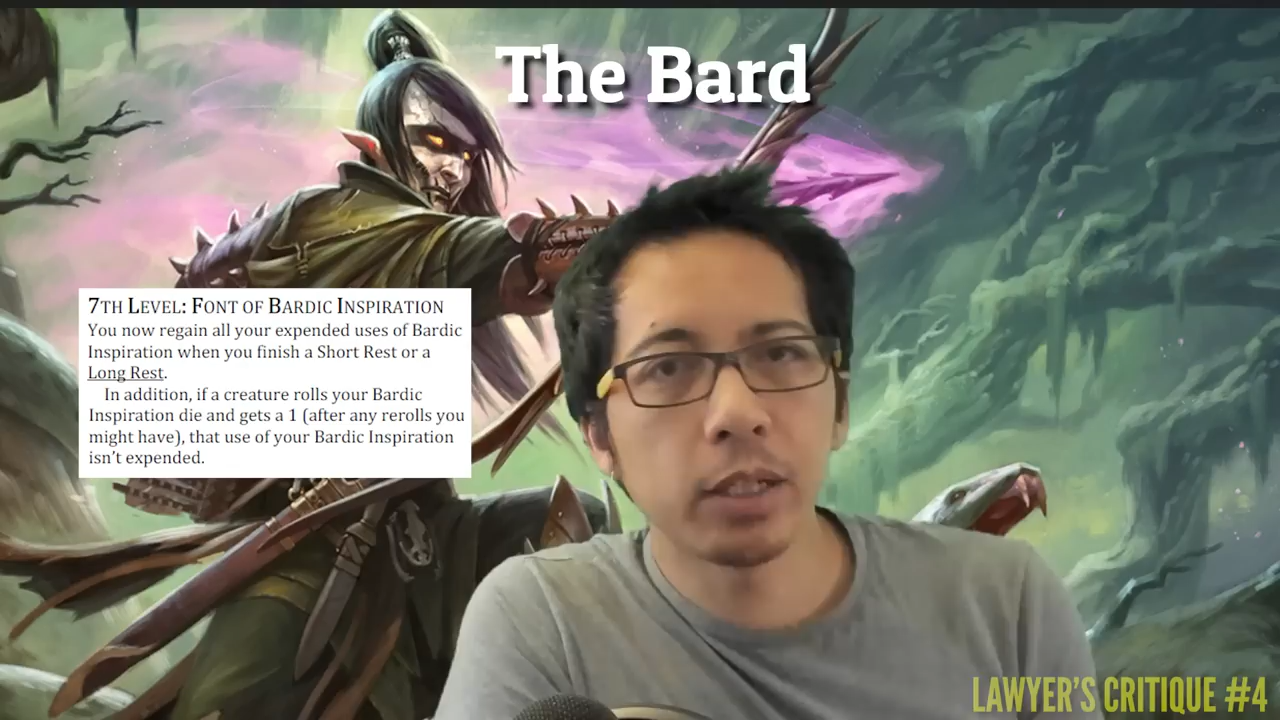 The Bard
7TH LEVEL: FONT OF BARDIC INSPIRATION
You now regain all your expended uses of Bardic
Inspiration when you finish a Short Rest or a
Long Rest.
In addition, if a creature rolls your Bardic
Inspiration die and gets a 1 (after any rerolls you
might have), that use of your Bardic Inspiration
isn't expended.
LAWYER'S CRITIQUE #4